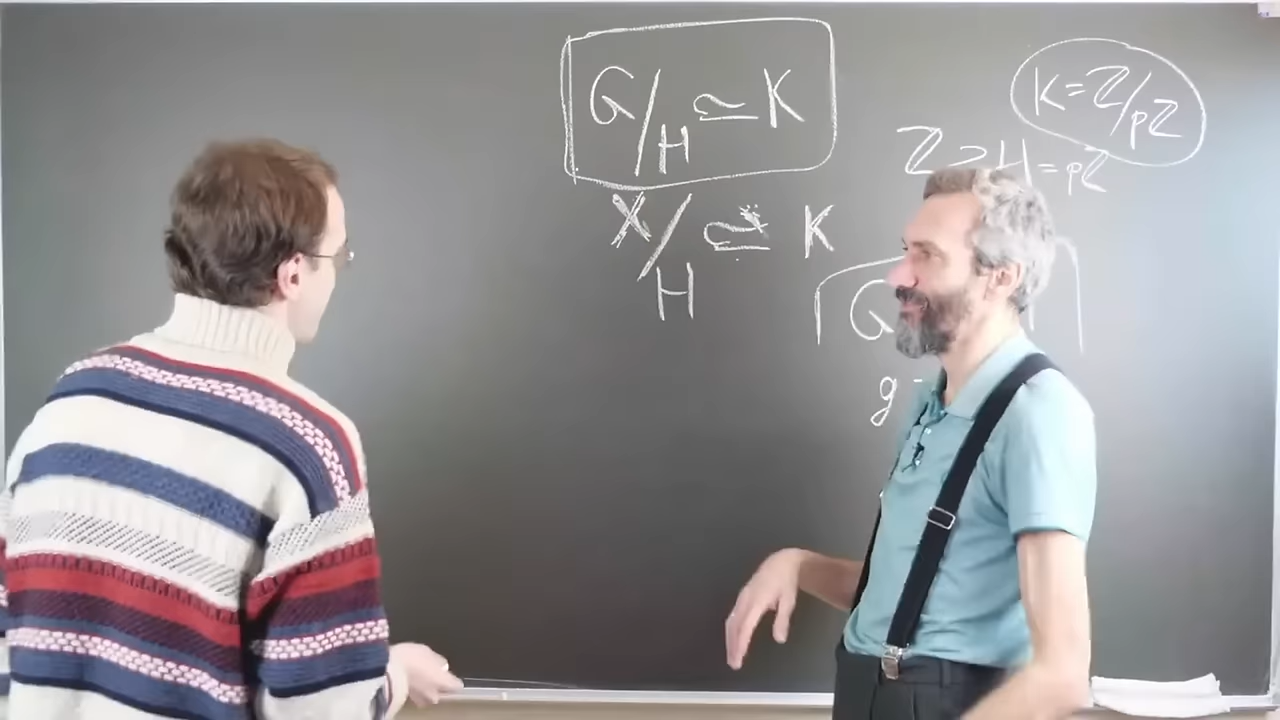 G/H ≃ K
K=Z/pZ
Z > H = pZ
X/H ≃ K
G
g